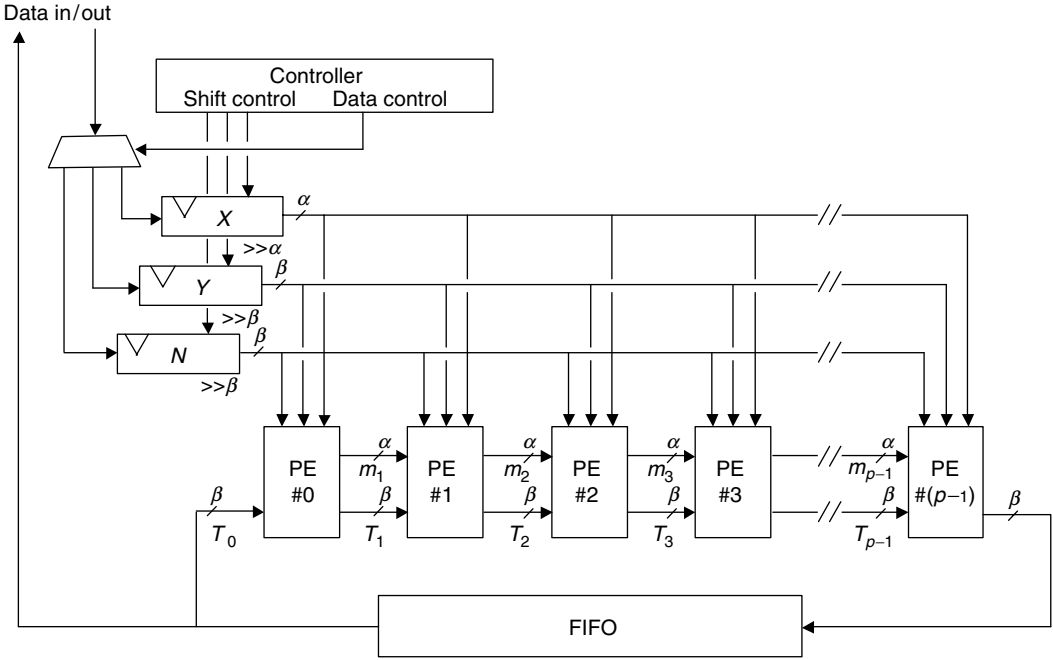 Data in/out
Controller
Shift control Data control
X
α
>>α
Y
β
>>β
N
β
>>β
α α α α
PE PE PE PE PE
m1 m2 m3 mp−1
#0 #1 #2 #3 #(p−1)
β β β β β β
T0 T1 T2 T3 Tp−1
FIFO